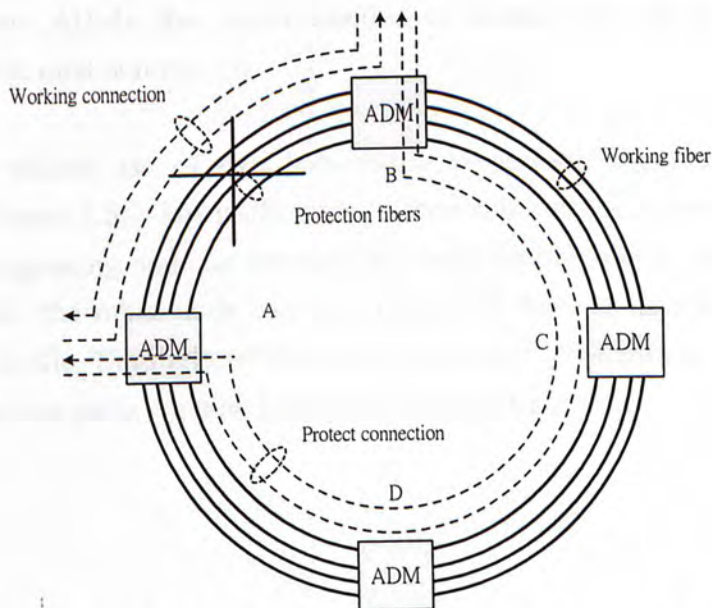 Working connection
ADM
Working fiber
B
Protection fibers
A
ADM
C
ADM
Protect connection
D
ADM